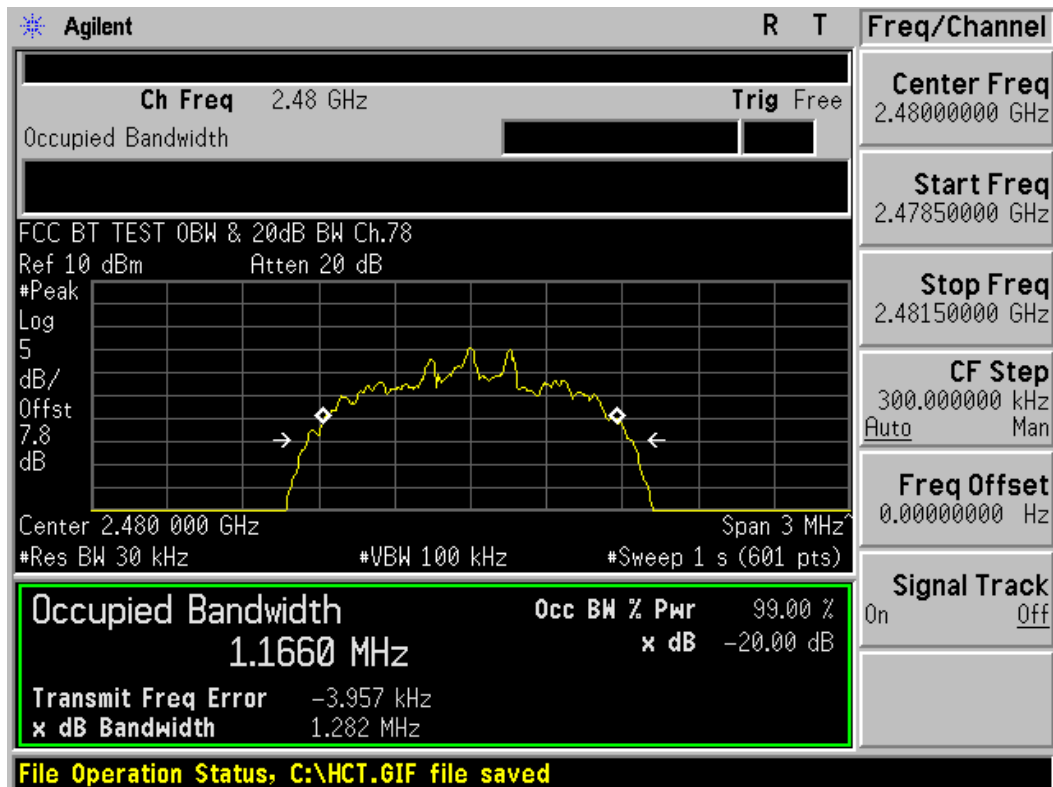 Agilent R T Freq/Channel
Ch Freq 2.48 GHz Trig Free
Occupied Bandwidth
Center Freq
2.48000000 GHz
Start Freq
2.47850000 GHz
Stop Freq
2.48150000 GHz
CF Step
300.000000 kHz
Auto Man
Freq Offset
0.00000000 Hz
Signal Track
On Off
FCC BT TEST OBW & 20dB BW Ch.78
Ref 10 dBm Atten 20 dB
#Peak
Log
5
dB/
Offst
7.8
dB
Center 2.480 000 GHz Span 3 MHz^
#Res BW 30 kHz #VBW 100 kHz #Sweep 1 s (601 pts)
Occupied Bandwidth Occ BW % Pwr 99.00 %
1.1660 MHz x dB -20.00 dB
Transmit Freq Error -3.957 kHz
x dB Bandwidth 1.282 MHz
File Operation Status, C:\HCT.GIF file saved